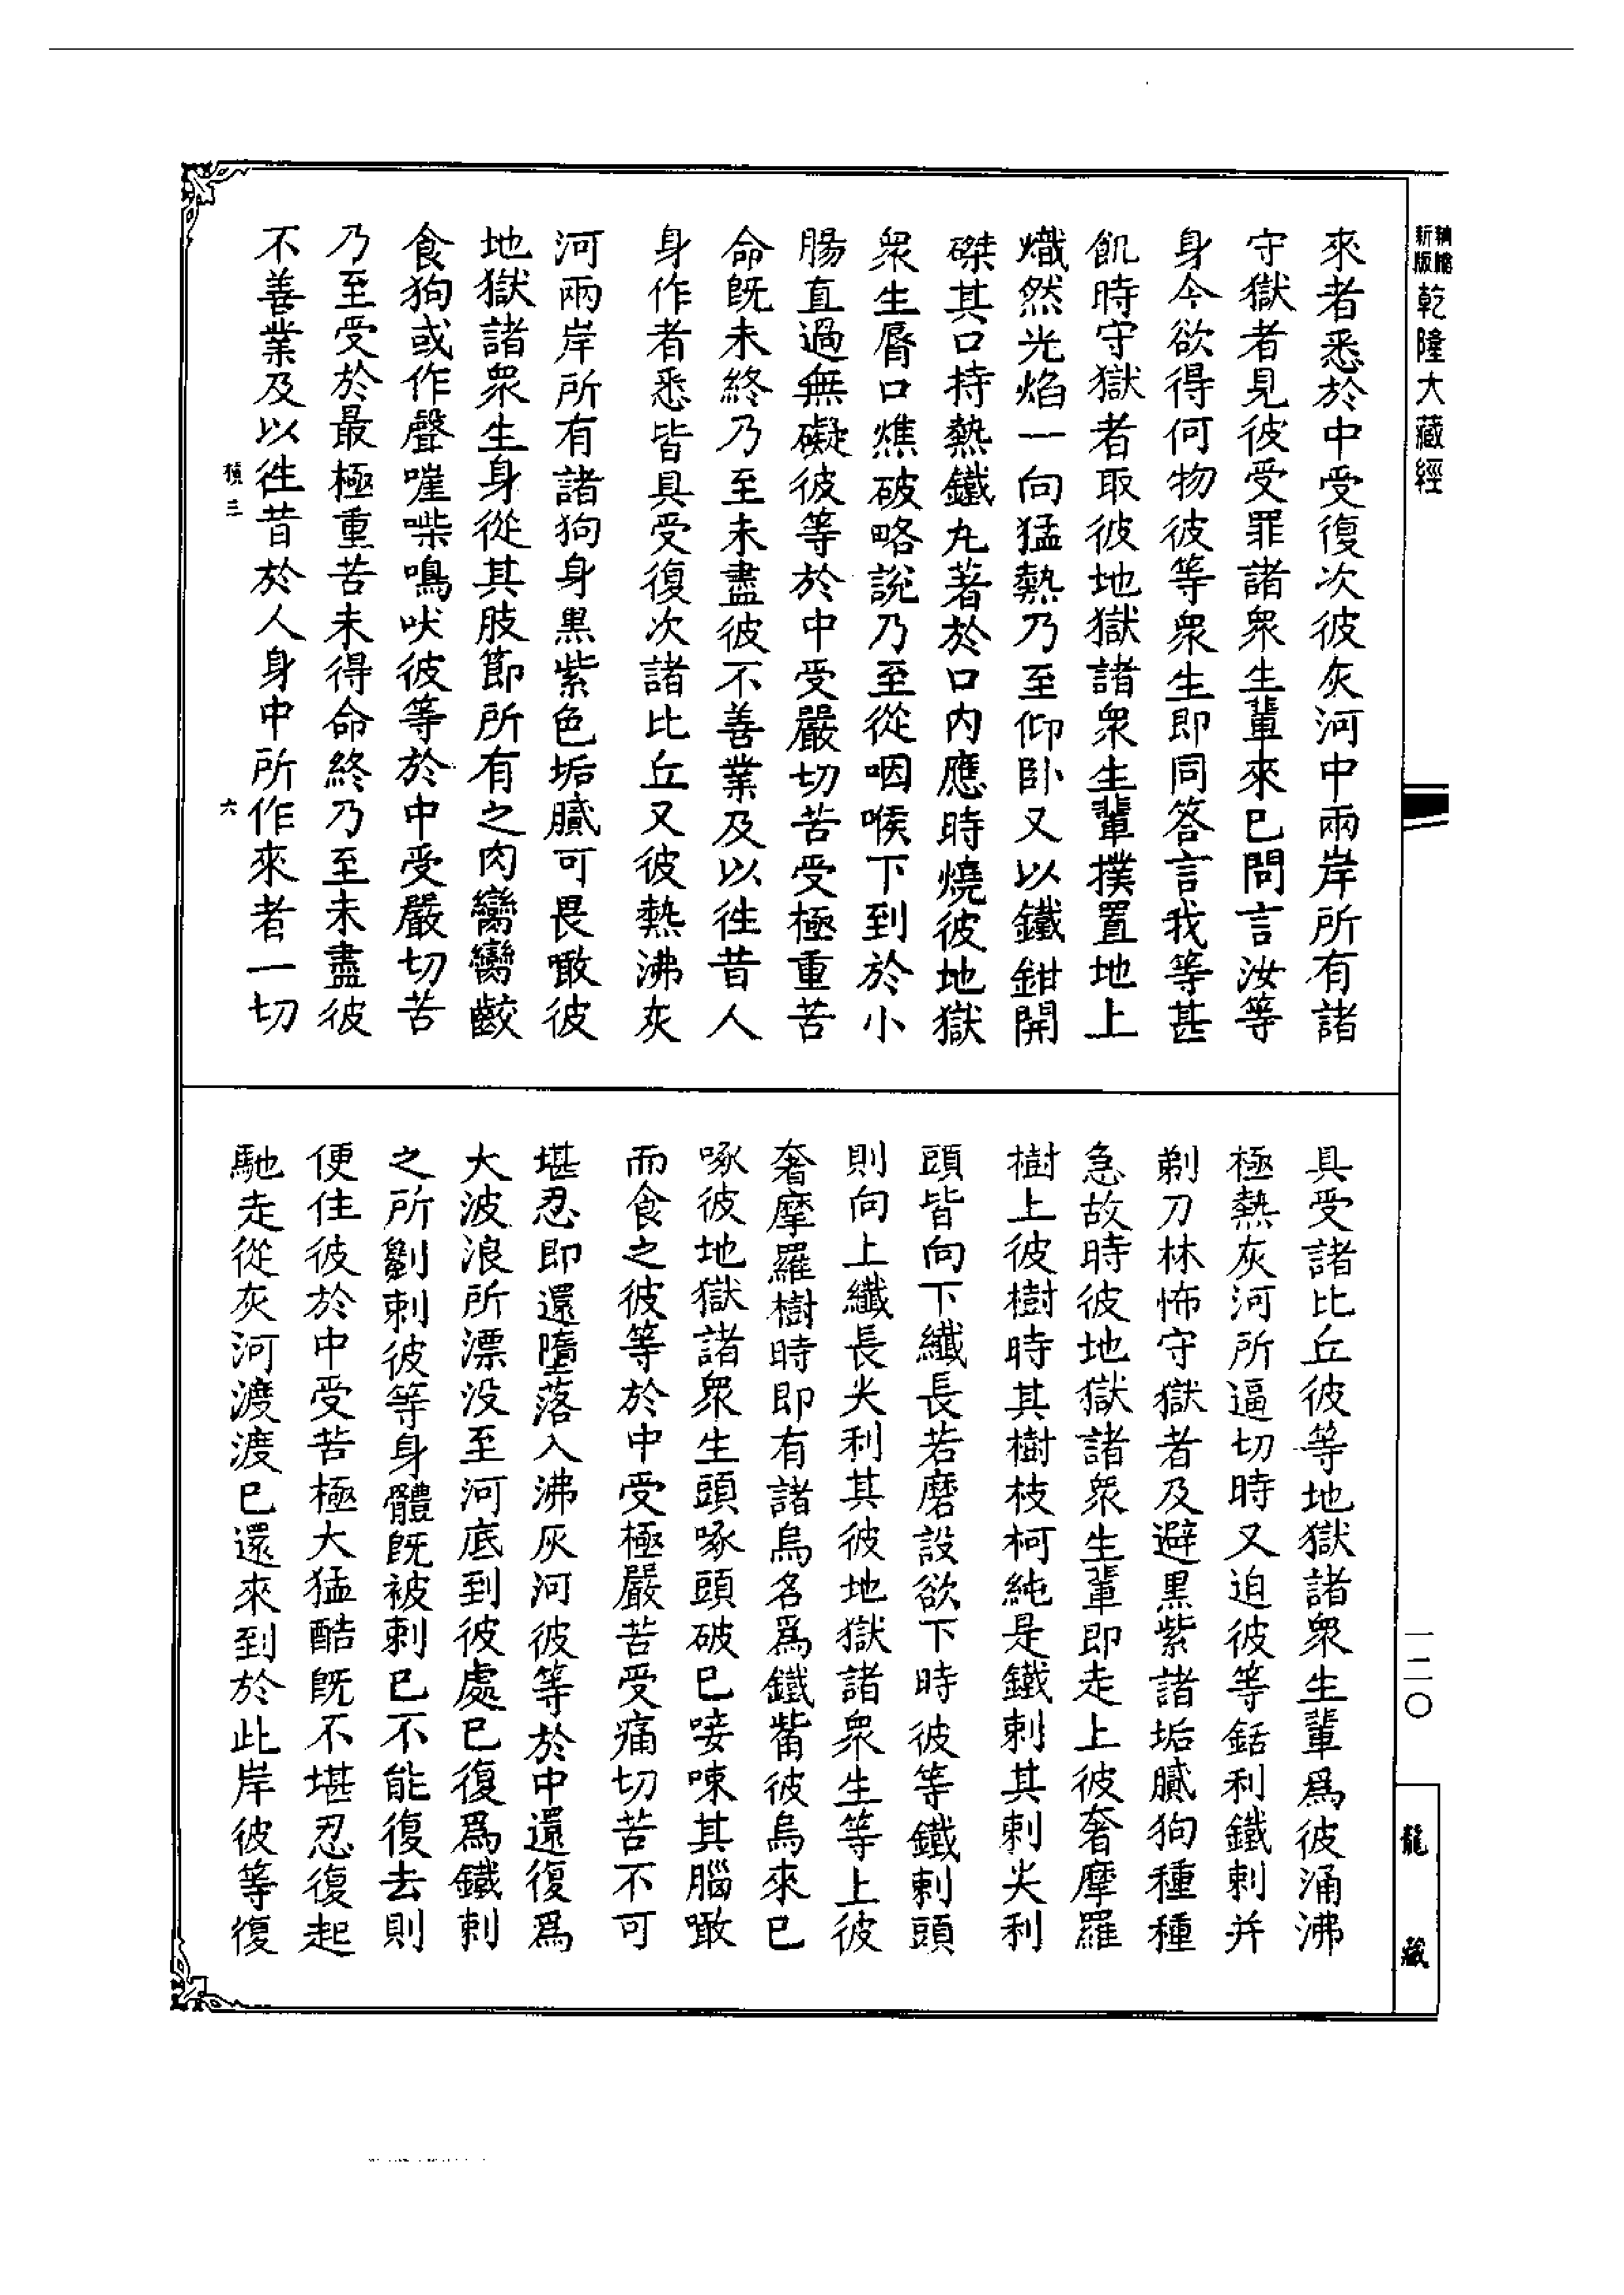 新版
乾隆大藏經
來者悉於中受復次彼灰河中兩岸所有諸
守獄者見彼受罪諸衆生輩來已問言汝等
身今欲得何物彼等衆生即同答言我等甚
飢時守獄者取彼地獄諸衆生輩撲置地上
熾然光焰一向猛熱乃至仰卧又以鐵鉗開
磔其口持熱鐵丸著於口內應時燒彼地獄
衆生脣口燋破略說乃至從咽喉下到於小
腸直過無礙彼等於中受嚴切苦受極重苦
命旣未終乃至未盡彼不善業及以徃昔人
身作者悉皆具受復次諸比丘又彼熱沸灰
河兩岸所有諸狗身黒紫色垢膩可畏噉彼
地獄諸衆生身從其肢節所有之肉臠臠齩
食狗或作聲嘊喍鳴吠彼等於中受嚴切苦
乃至受於最極重苦未得命終乃至未盡彼
不善業及以徃昔於人身中所作來者一切
積三
六
具受諸比丘彼等地獄諸衆生輩爲彼涌沸
極熱灰河所逼切時又迫彼等銛利鐵刺并
剃刀林怖守獄者及避黒紫諸垢膩狗種種
急故時彼地獄諸衆生輩即走上彼奢摩羅
樹上彼樹時其樹枝柯純是鐵刺其刺尖利
頭皆向下纖長若磨設欲下時彼等鐵刺頭
則向上纖長尖利其彼地獄諸衆生等上彼
奢摩羅樹時即有諸烏名爲鐵觜彼烏來已
啄彼地獄諸衆生頭啄頭破已唼唻其腦噉
而食之彼等於中受極嚴苦受痛切苦不可
堪忍即還墮落入沸灰河彼等於中還復爲
大波浪所漂没至河底到彼處已復爲鐵刺
之所劖刺彼等身體旣被刺已不能復去則
便住彼於中受苦極大猛酷旣不堪忍復起
馳走從灰河渡渡已還來到於此岸彼等復
一二〇
龍藏